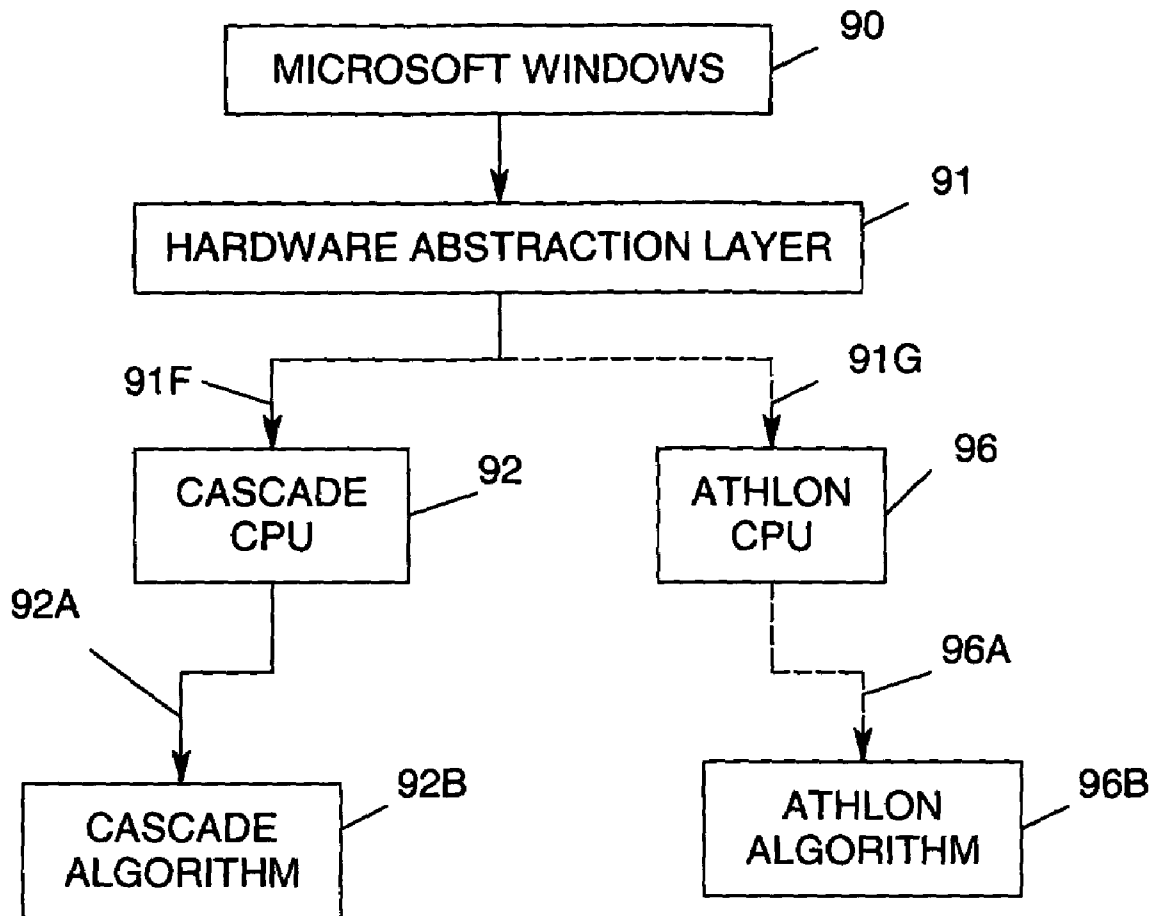 90
MICROSOFT WINDOWS
91
HARDWARE ABSTRACTION LAYER
91F
91G
92
CASCADE
CPU
96
ATHLON
CPU
92A
96A
92B
CASCADE
ALGORITHM
96B
ATHLON
ALGORITHM